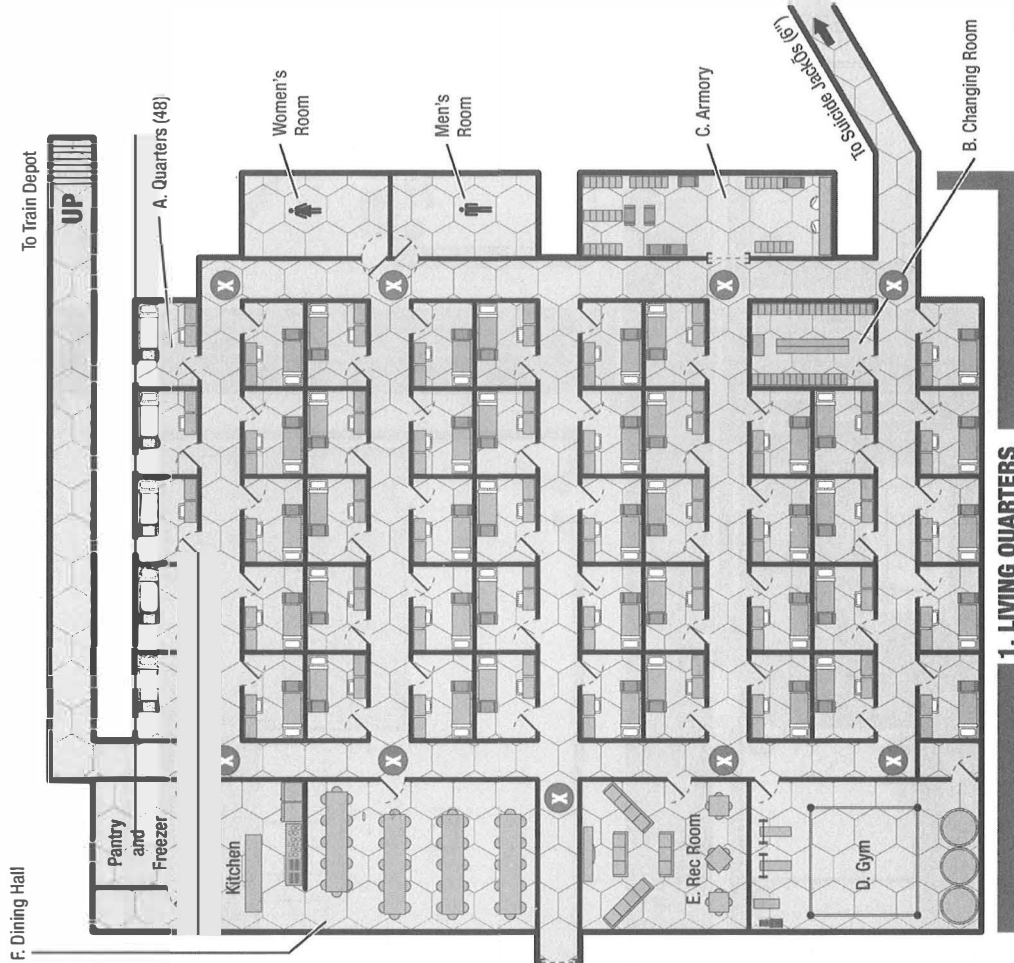 To Train Depot
UP
A. Quarters (48)
Women's
Room
Men's
Room
C. Armory
To Suicide JackÕs (6")
B. Changing Room
X
X
X
X
X
X
X
X
X
F. Dining Hall
Pantry
and
Freezer
Kitchen
E. Rec Room
D. Gym
1. LIVING QUARTERS